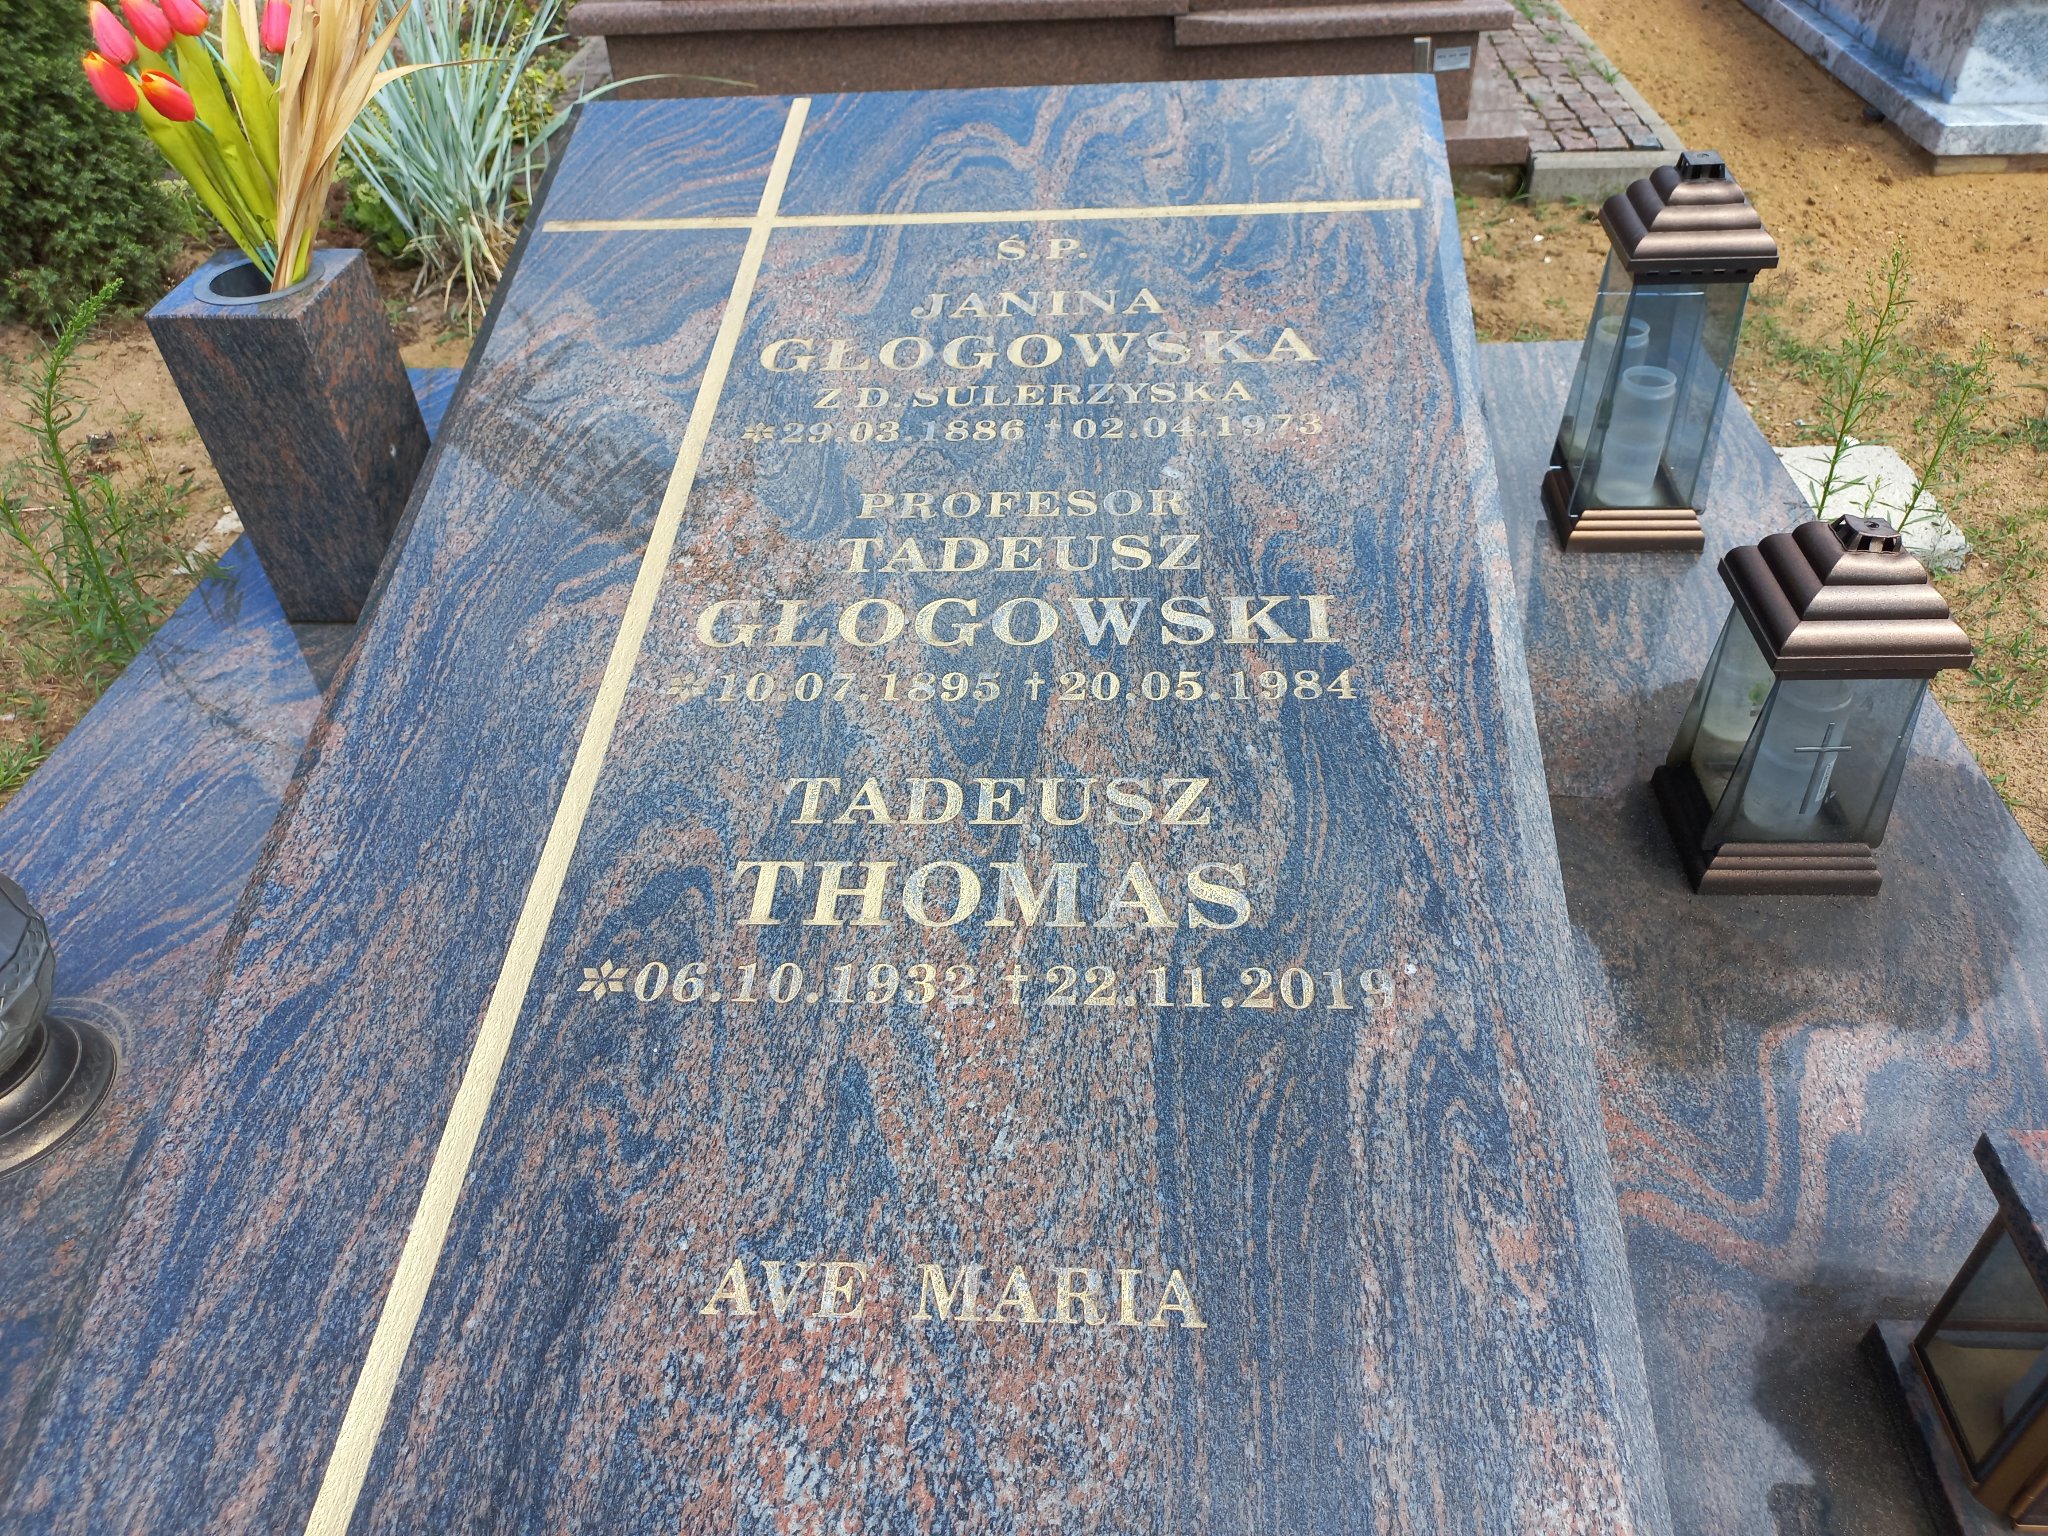 Ś.P.
JANINA
GŁOGOWSKA
Z D. SULERZYSKA
29.03.1886 † 02.04.1973
PROFESOR
TADEUSZ
GŁOGOWSKI
10.07.1895 † 20.05.1984
TADEUSZ
THOMAS
06.10.1932 † 22.11.2019
AVE MARIA